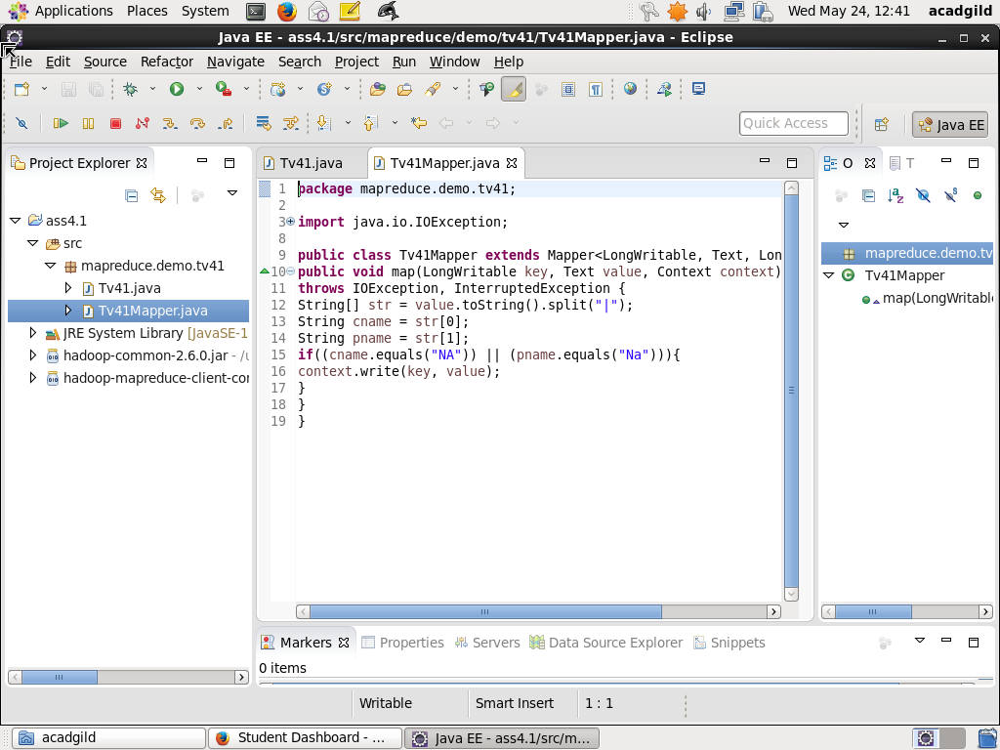 Applications Places System Wed May 24, 12:41 acadgild
Java EE - ass4.1/src/mapreduce/demo/tv41/Tv41Mapper.java - Eclipse
File Edit Source Refactor Navigate Search Project Run Window Help
Quick Access Java EE
Project Explorer
ass4.1
src
mapreduce.demo.tv41
Tv41.java
Tv41Mapper.java
JRE System Library [JavaSE-1
hadoop-common-2.6.0.jar - /u
hadoop-mapreduce-client-cor
Tv41.java Tv41Mapper.java
1 package mapreduce.demo.tv41;
2
3 import java.io.IOException;
8
9 public class Tv41Mapper extends Mapper<LongWritable, Text, Lon
10 public void map(LongWritable key, Text value, Context context)
11 throws IOException, InterruptedException {
12 String[] str = value.toString().split("|");
13 String cname = str[0];
14 String pname = str[1];
15 if((cname.equals("NA")) || (pname.equals("Na"))){
16 context.write(key, value);
17 }
18 }
19 }
O T
mapreduce.demo.tv
Tv41Mapper
map(LongWritable
Markers Properties Servers Data Source Explorer Snippets
0 items
Writable Smart Insert 1 : 1
acadgild Student Dashboard - ... Java EE - ass4.1/src/m...